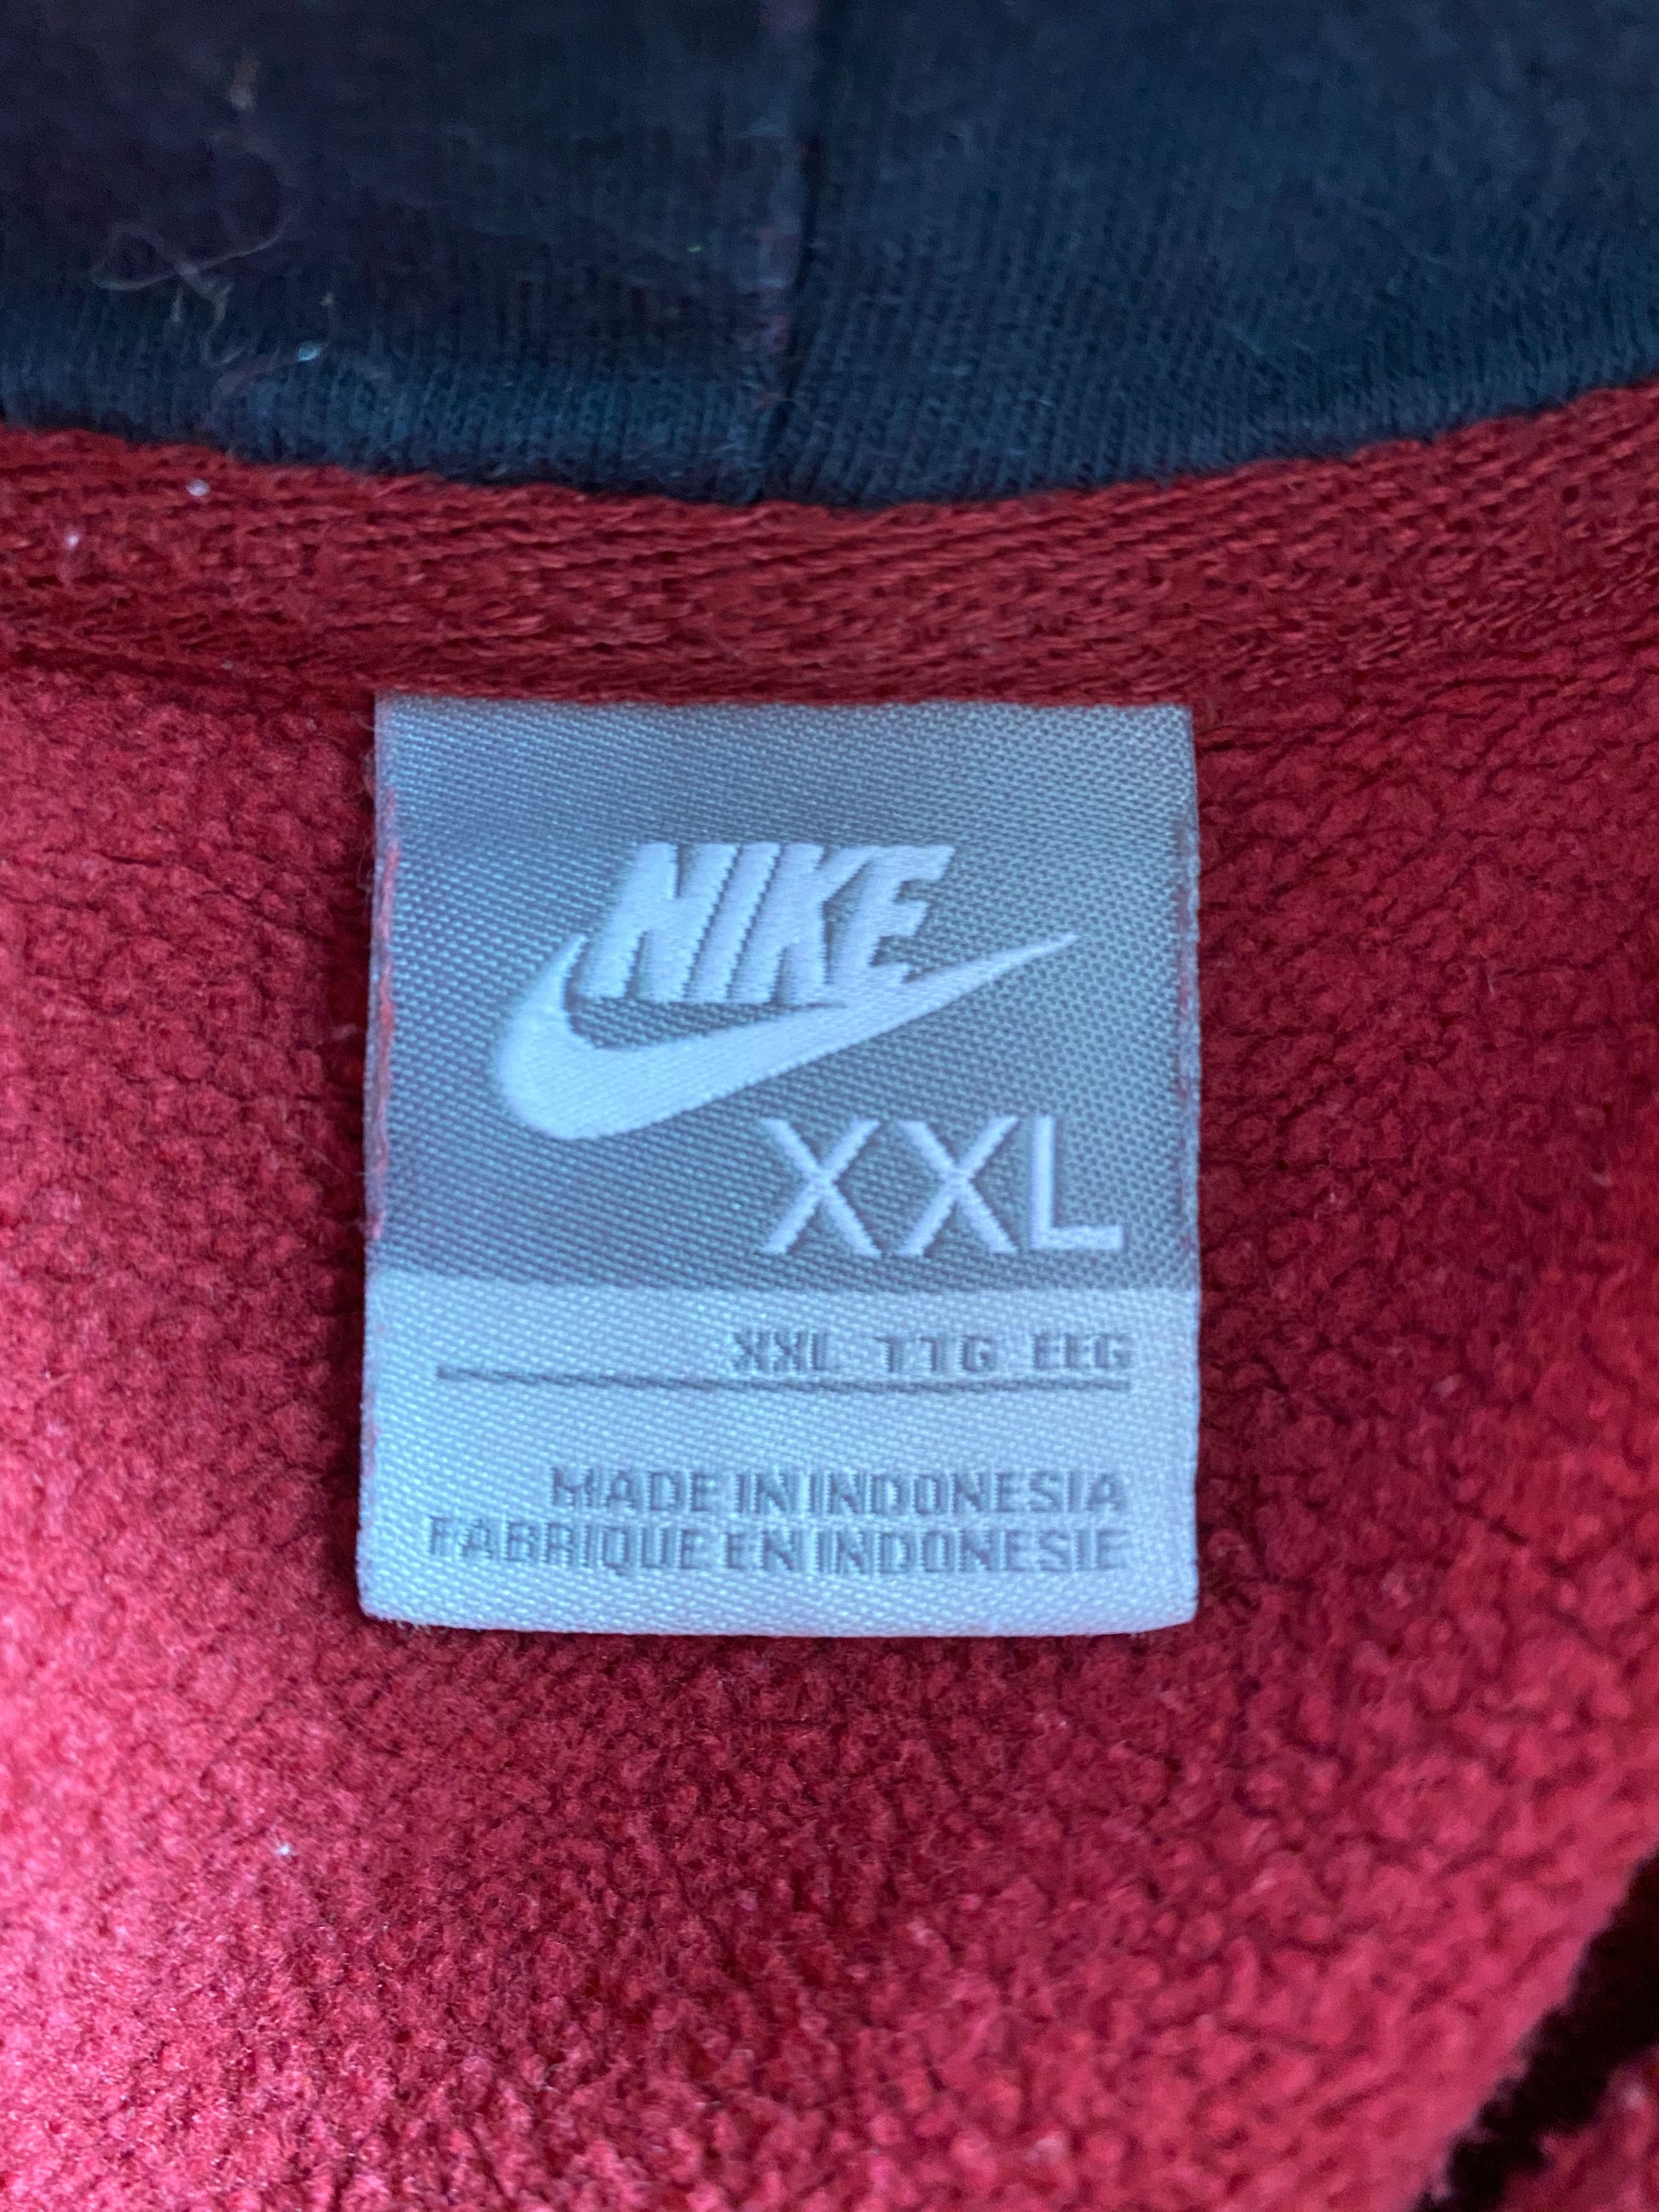 NIKE
XXL
XXL TTG EEG
MADE IN INDONESIA
FABRIQUE EN INDONESIE